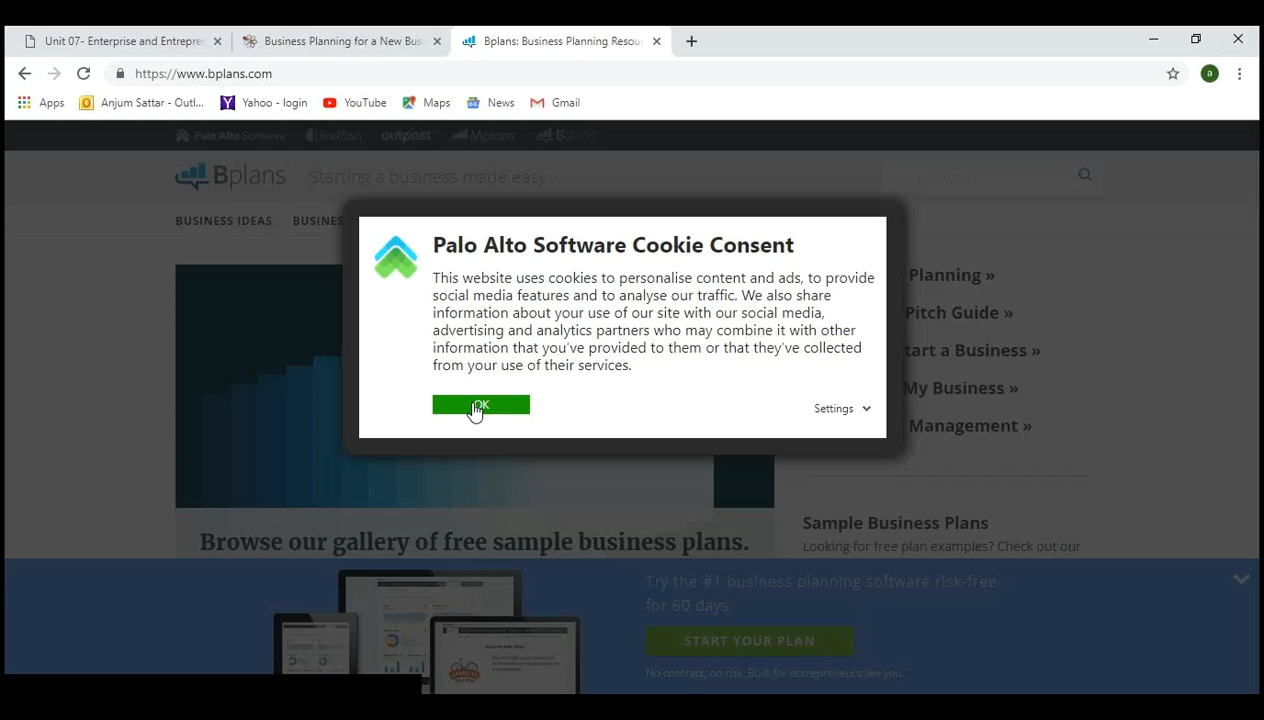 Unit 07- Enterprise and Entrepre
Business Planning for a New Busi
Bplans: Business Planning Resou
https://www.bplans.com
a
Apps
Anjum Sattar - Outl...
Yahoo - login
YouTube
Maps
News
Gmail
Palo Alto Software
LivePlan
outpost
Mplans
Bplans
Bplans
Starting a business made easy
BUSINESS IDEAS
BUSINES
Palo Alto Software Cookie Consent
This website uses cookies to personalise content and ads, to provide
social media features and to analyse our traffic. We also share
information about your use of our site with our social media,
advertising and analytics partners who may combine it with other
information that you've provided to them or that they've collected
from your use of their services.
OK
Settings
Planning »
Pitch Guide »
tart a Business »
My Business »
Management »
Browse our gallery of free sample business plans.
Sample Business Plans
Looking for free plan examples? Check out our
Try the #1 business planning software risk-free
for 60 days.
START YOUR PLAN
No contract, no risk. Built for entrepreneurs like you.